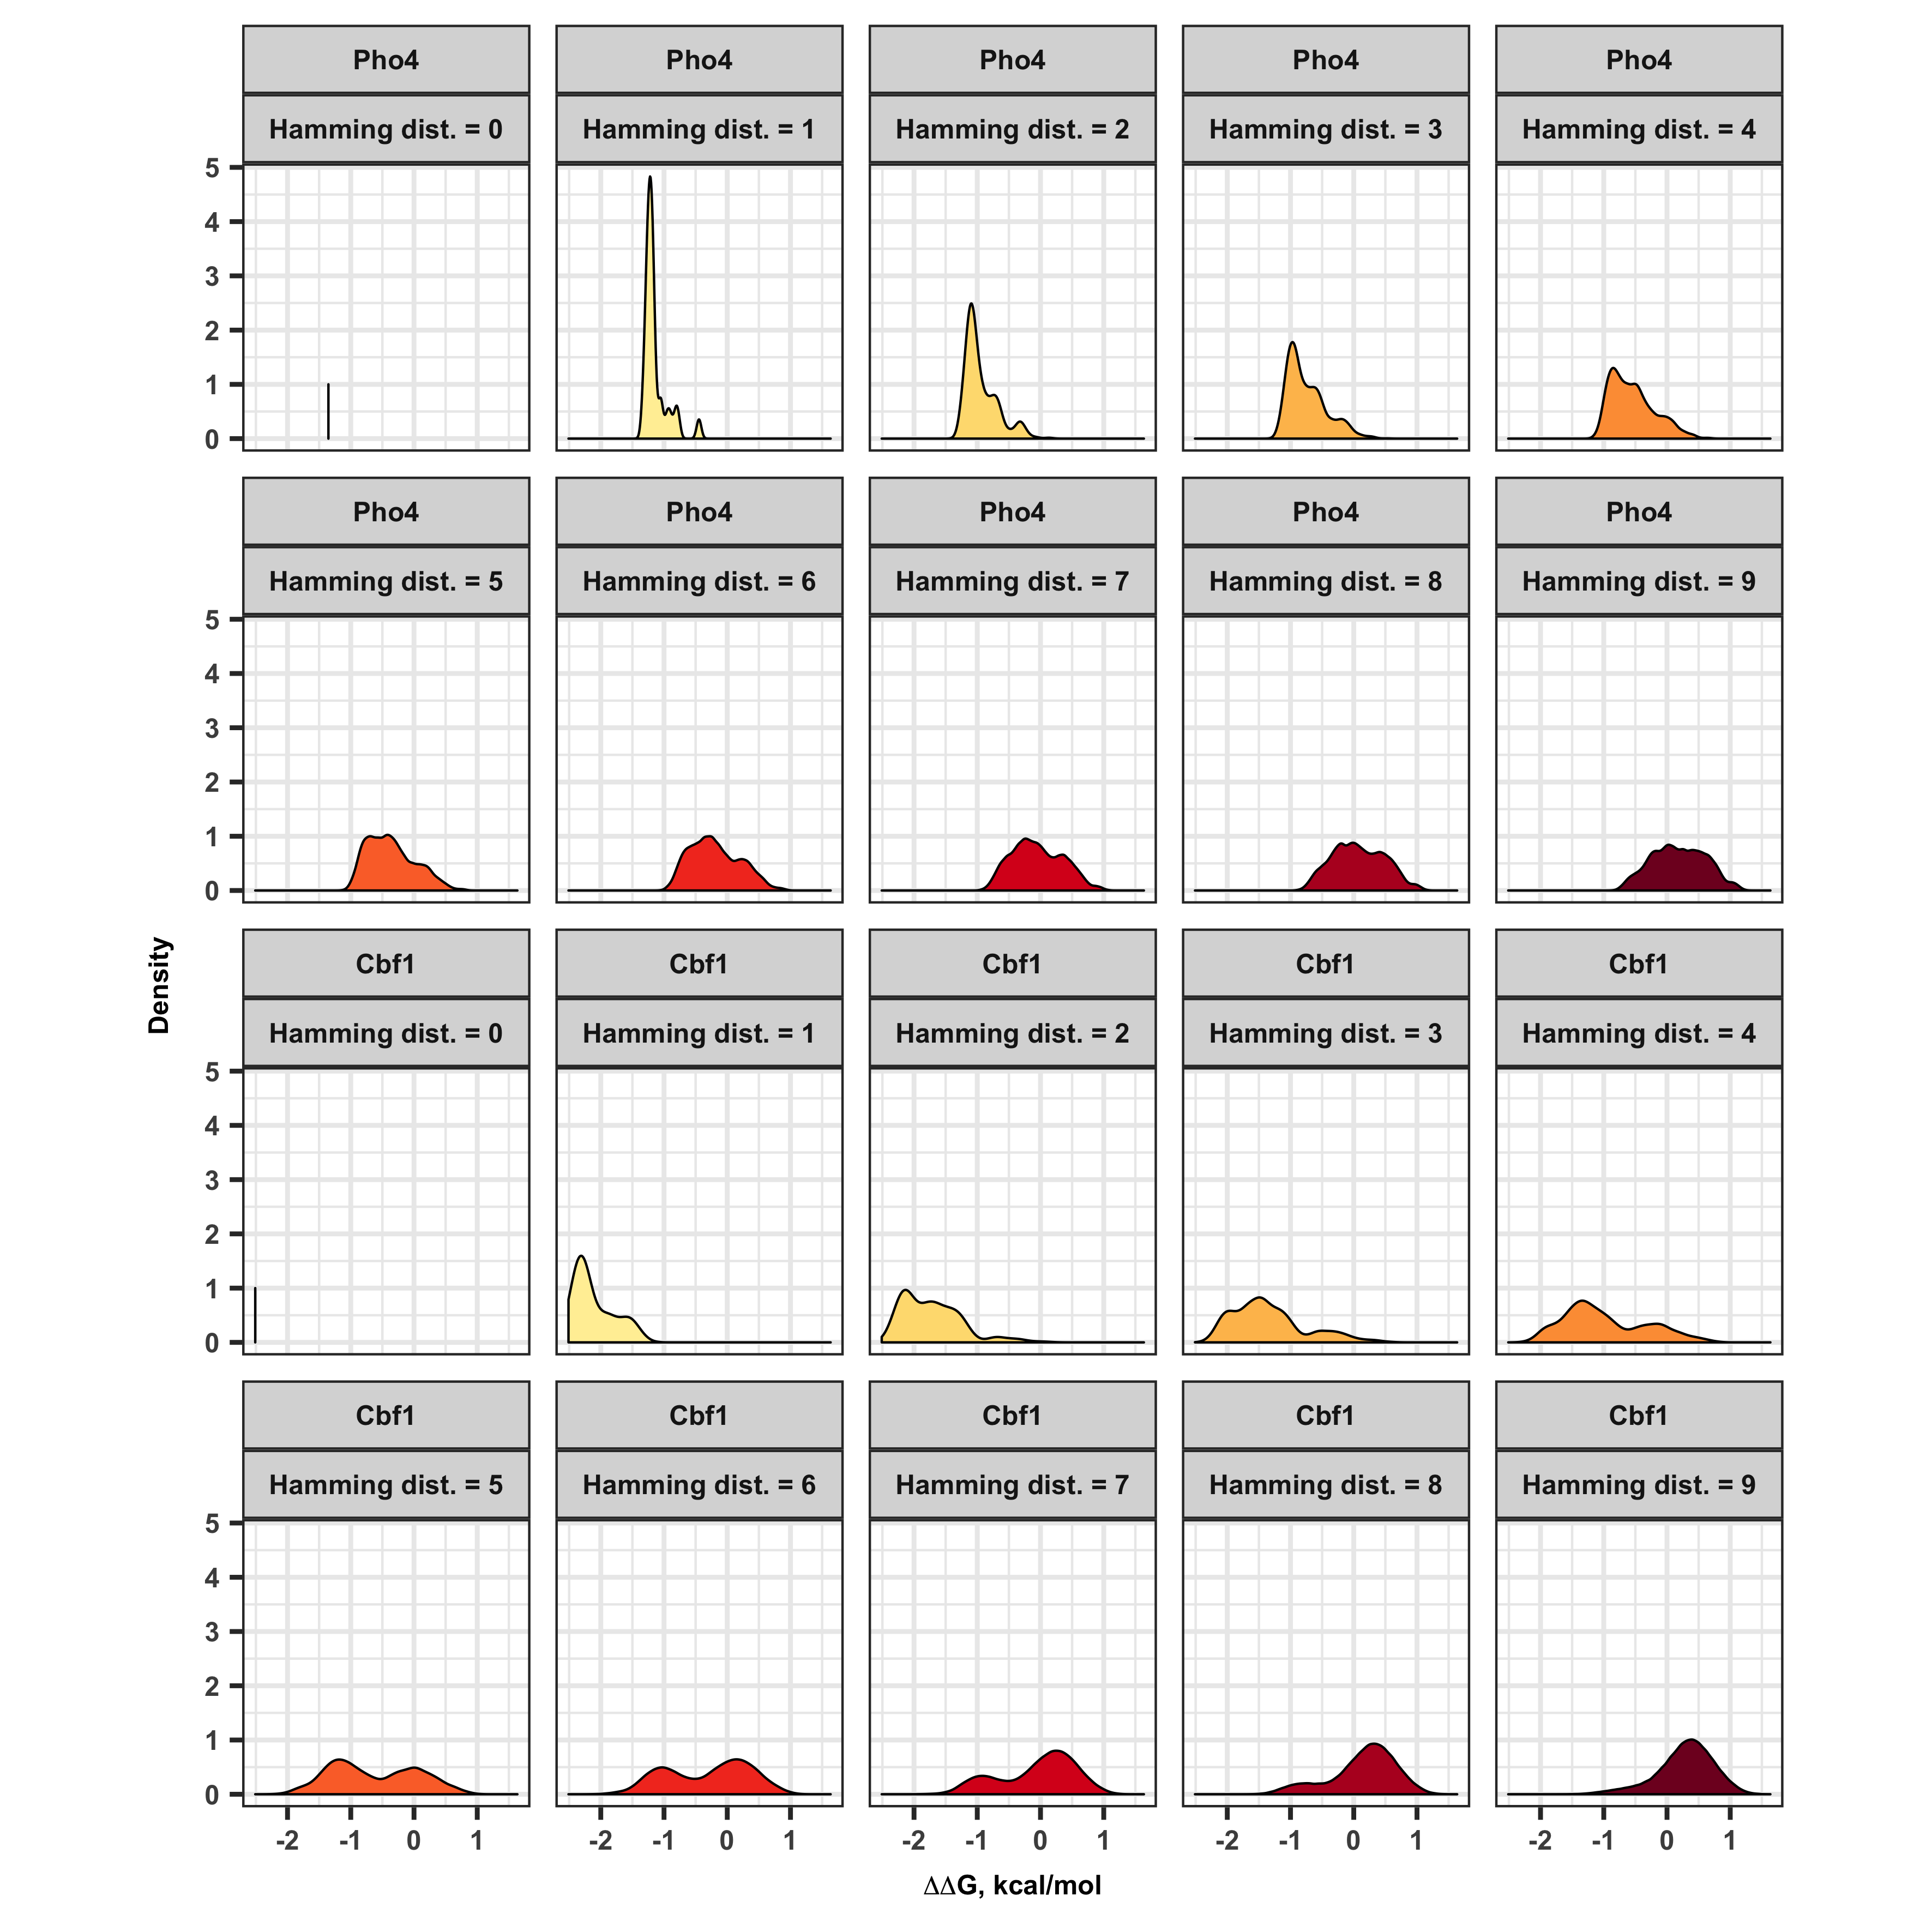 Pho4 Pho4 Pho4 Pho4 Pho4
Hamming dist. = 0 Hamming dist. = 1 Hamming dist. = 2 Hamming dist. = 3 Hamming dist. = 4
5
4
3
2
1
0
Pho4 Pho4 Pho4 Pho4 Pho4
Hamming dist. = 5 Hamming dist. = 6 Hamming dist. = 7 Hamming dist. = 8 Hamming dist. = 9
5
4
3
2
1
0
Density
Cbf1 Cbf1 Cbf1 Cbf1 Cbf1
Hamming dist. = 0 Hamming dist. = 1 Hamming dist. = 2 Hamming dist. = 3 Hamming dist. = 4
5
4
3
2
1
0
Cbf1 Cbf1 Cbf1 Cbf1 Cbf1
Hamming dist. = 5 Hamming dist. = 6 Hamming dist. = 7 Hamming dist. = 8 Hamming dist. = 9
5
4
3
2
1
0
-2 -1 0 1 -2 -1 0 1 -2 -1 0 1 -2 -1 0 1 -2 -1 0 1
ΔΔG, kcal/mol